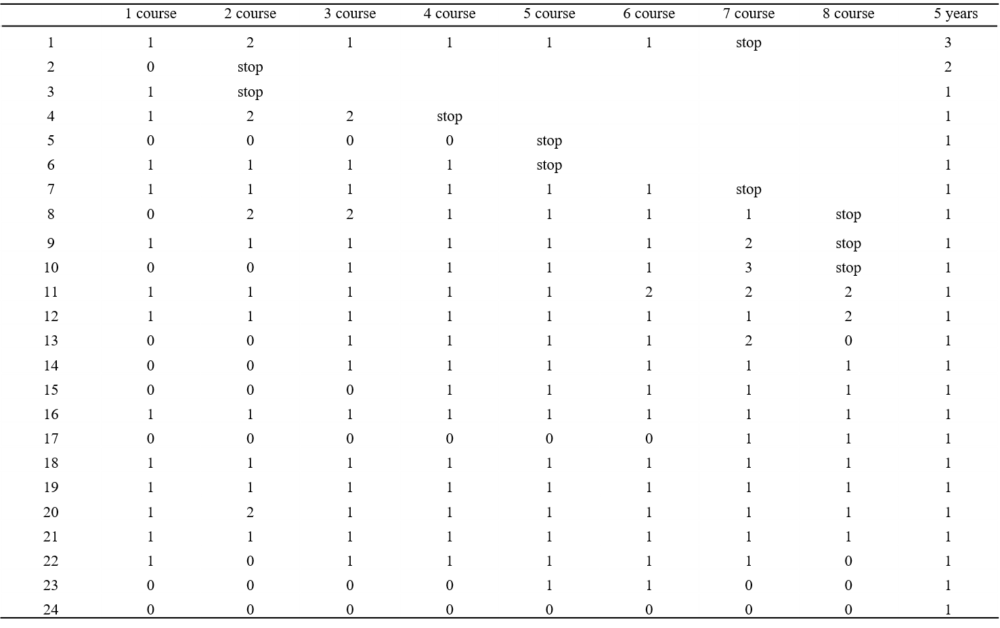 1 course 2 course 3 course 4 course 5 course 6 course 7 course 8 course 5 years
1 1 2 1 1 1 1 stop 3
2 0 stop 2
3 1 stop 1
4 1 2 2 stop 1
5 0 0 0 0 stop 1
6 1 1 1 1 stop 1
7 1 1 1 1 1 1 stop 1
8 0 2 2 1 1 1 1 stop 1
9 1 1 1 1 1 1 2 stop 1
10 0 0 1 1 1 1 3 stop 1
11 1 1 1 1 1 2 2 2 1
12 1 1 1 1 1 1 1 2 1
13 0 0 1 1 1 1 2 0 1
14 0 0 1 1 1 1 1 1 1
15 0 0 0 1 1 1 1 1 1
16 1 1 1 1 1 1 1 1 1
17 0 0 0 0 0 0 1 1 1
18 1 1 1 1 1 1 1 1 1
19 1 1 1 1 1 1 1 1 1
20 1 2 1 1 1 1 1 1 1
21 1 1 1 1 1 1 1 1 1
22 1 0 1 1 1 1 1 0 1
23 0 0 0 0 1 1 0 0 1
24 0 0 0 0 0 0 0 0 1